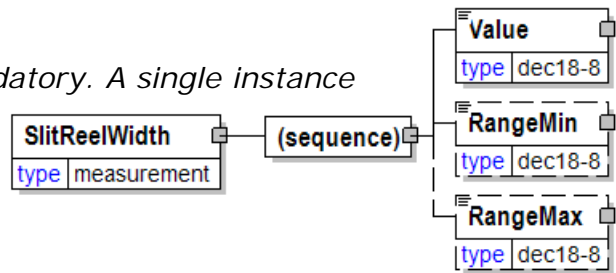 Value
type dec18-8
datory. A single instance
SlitReelWidth
type measurement
(sequence)
RangeMin
type dec18-8
RangeMax
type dec18-8